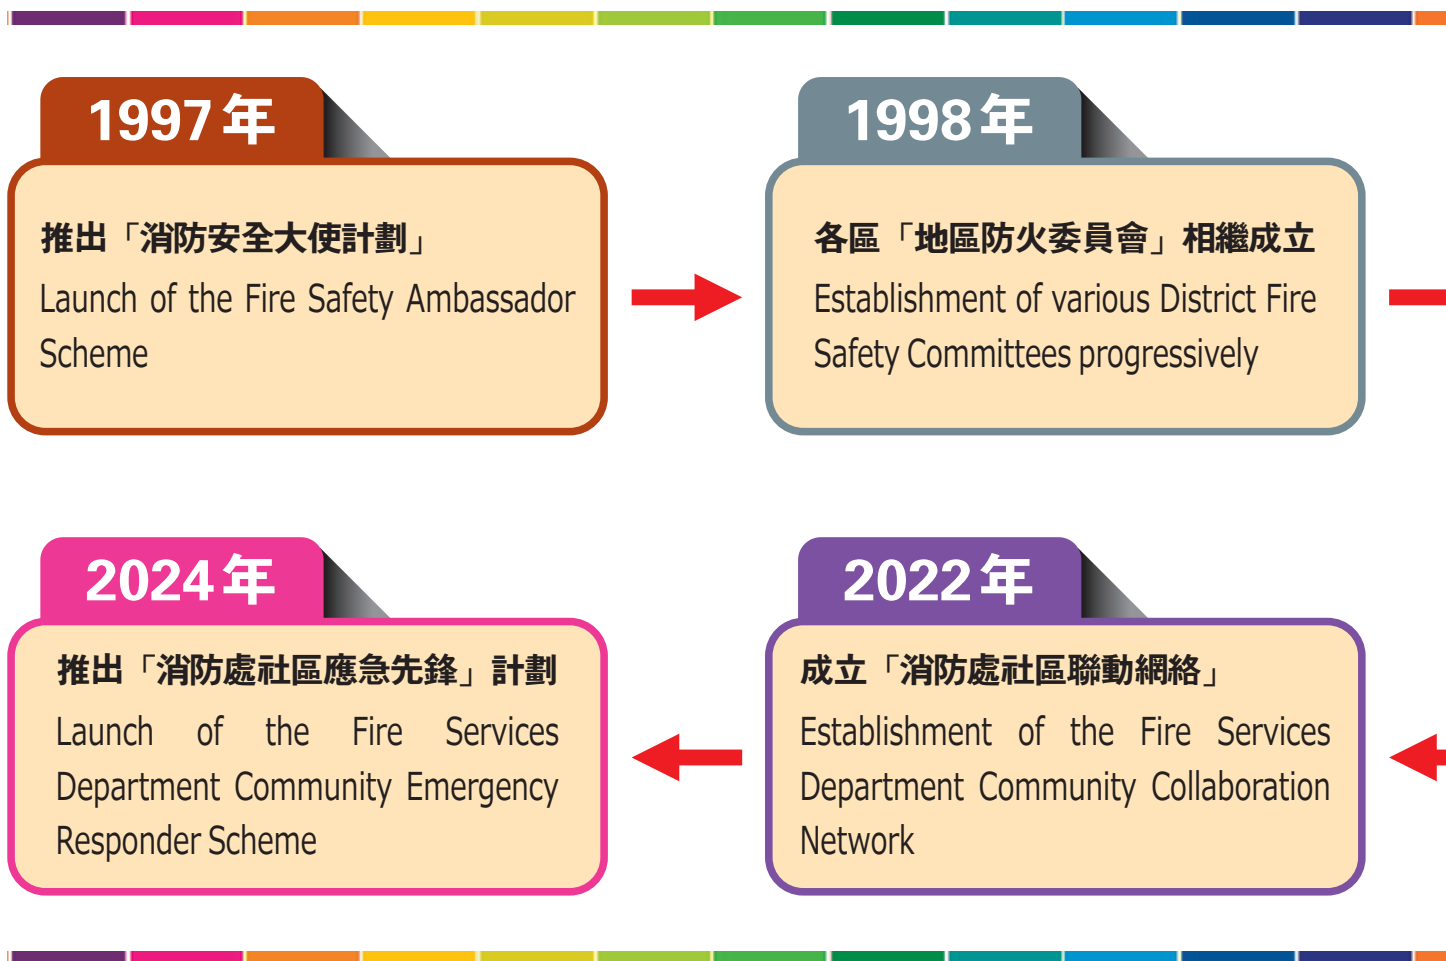 1997年
推出「消防安全大使計劃」
Launch of the Fire Safety Ambassador
Scheme
1998年
各區「地區防火委員會」相繼成立
Establishment of various District Fire
Safety Committees progressively
2024年
推出「消防處社區應急先鋒」計劃
Launch of the Fire Services
Department Community Emergency
Responder Scheme
2022年
成立「消防處社區聯動網絡」
Establishment of the Fire Services
Department Community Collaboration
Network